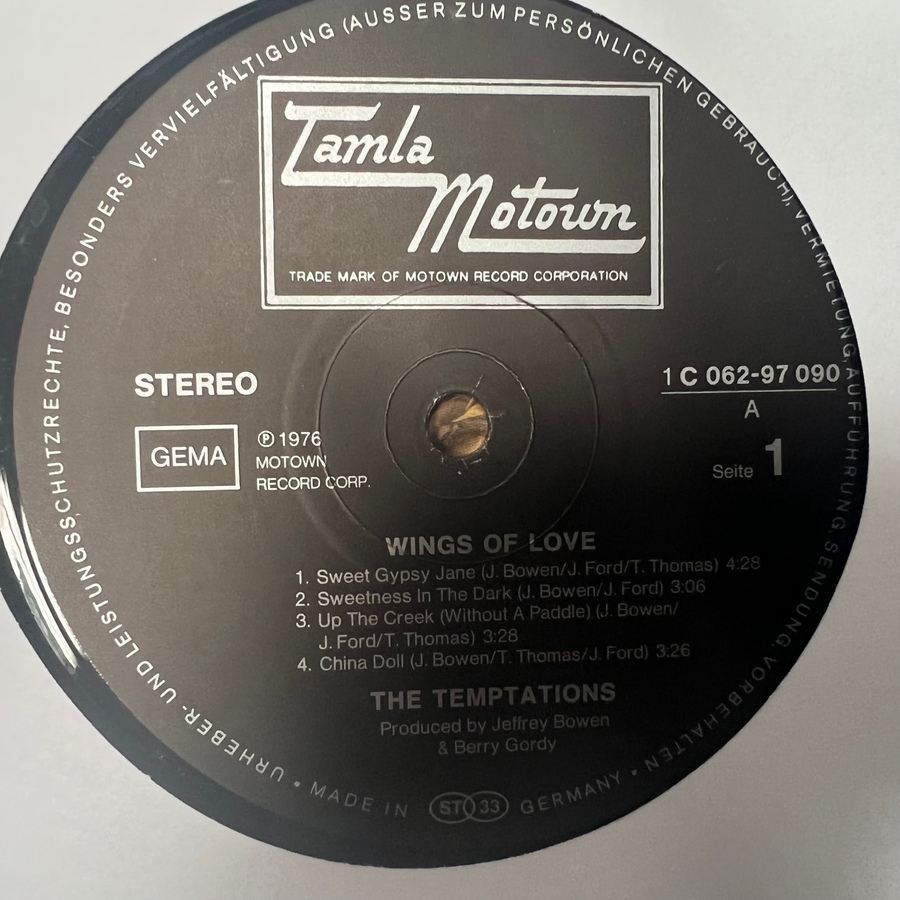 URHEBER- UND LEISTUNGSSCHUTZRECHTE, BESONDERS VERVIELFÄLTIGUNG (AUSSER ZUM PERSÖNLICHEN GEBRAUCH), VERMIETUNG, AUFFÜHRUNG, SENDUNG, VORBEHALTEN •
Tamla
Motown
TRADE MARK OF MOTOWN RECORD CORPORATION
STEREO
1 C 062-97 090
A
GEMA
Ⓟ 1976
MOTOWN
RECORD CORP.
Seite 1
WINGS OF LOVE
1. Sweet Gypsy Jane (J. Bowen/J. Ford/T. Thomas) 4:28
2. Sweetness In The Dark (J. Bowen/J. Ford) 3:06
3. Up The Creek (Without A Paddle) (J. Bowen/
J. Ford/T. Thomas) 3:28
4. China Doll (J. Bowen/T. Thomas/J. Ford) 3:26
THE TEMPTATIONS
Produced by Jeffrey Bowen
& Berry Gordy
• MADE IN ST 33 GERMANY •